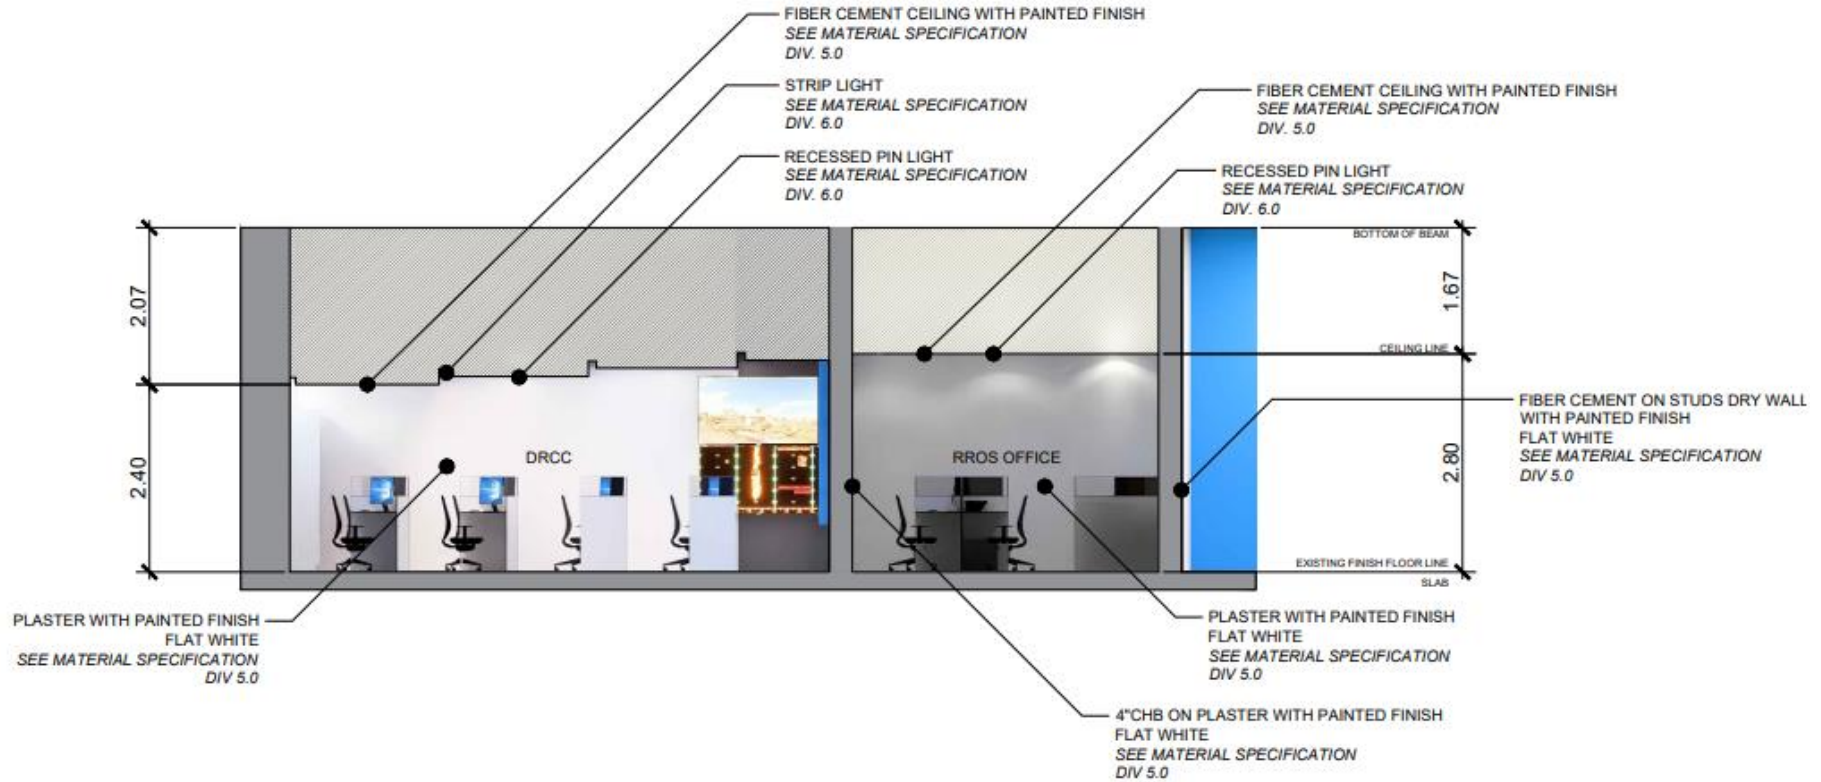 FIBER CEMENT CEILING WITH PAINTED FINISH
SEE MATERIAL SPECIFICATION
DIV. 5.0
STRIP LIGHT
SEE MATERIAL SPECIFICATION
DIV. 6.0
RECESSED PIN LIGHT
SEE MATERIAL SPECIFICATION
DIV. 6.0
FIBER CEMENT CEILING WITH PAINTED FINISH
SEE MATERIAL SPECIFICATION
DIV. 5.0
RECESSED PIN LIGHT
SEE MATERIAL SPECIFICATION
DIV. 6.0
BOTTOM OF BEAM
2.07
1.67
CEILING LINE
2.40
DRCC
RROS OFFICE
2.80
FIBER CEMENT ON STUDS DRY WALL
WITH PAINTED FINISH
FLAT WHITE
SEE MATERIAL SPECIFICATION
DIV 5.0
EXISTING FINISH FLOOR LINE
SLAB
PLASTER WITH PAINTED FINISH
FLAT WHITE
SEE MATERIAL SPECIFICATION
DIV 5.0
PLASTER WITH PAINTED FINISH
FLAT WHITE
SEE MATERIAL SPECIFICATION
DIV 5.0
4"CHB ON PLASTER WITH PAINTED FINISH
FLAT WHITE
SEE MATERIAL SPECIFICATION
DIV 5.0